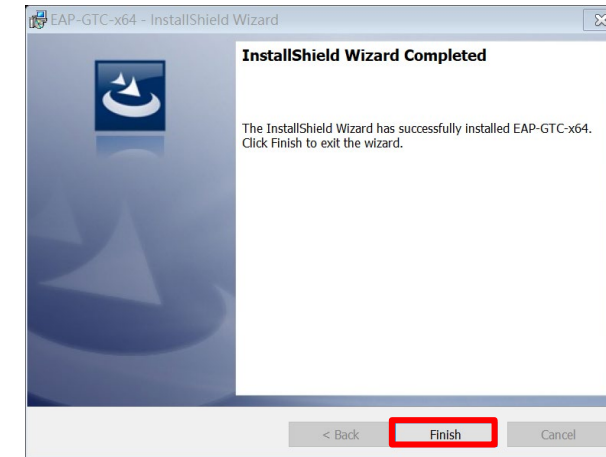 EAP-GTC-x64 - InstallShield Wizard
InstallShield Wizard Completed
The InstallShield Wizard has successfully installed EAP-GTC-x64.
Click Finish to exit the wizard.
< Back Finish Cancel